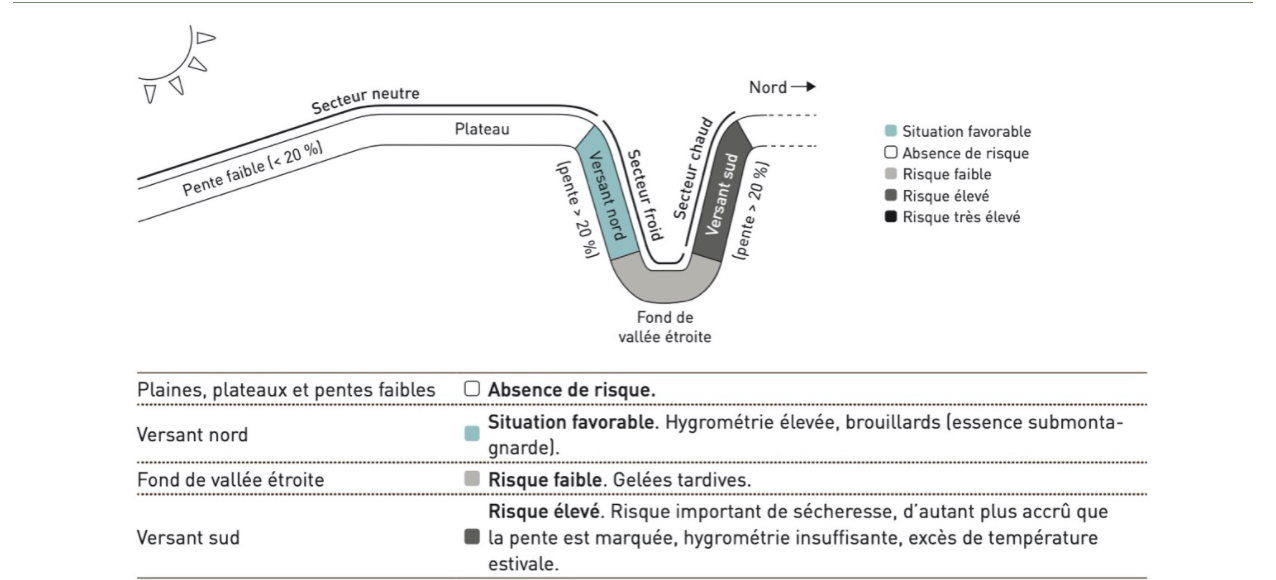 Secteur neutre
Nord
Plateau
Pente faible (< 20 %)
Versant nord
(pente > 20 %)
Secteur froid
Secteur chaud
Versant sud
(pente > 20 %)
Fond de
vallée étroite
Situation favorable
Absence de risque
Risque faible
Risque élevé
Risque très élevé
Plaines, plateaux et pentes faibles Absence de risque.
Versant nord
Situation favorable. Hygrométrie élevée, brouillards (essence submonta-
gnarde).
Fond de vallée étroite Risque faible. Gelées tardives.
Versant sud
Risque élevé. Risque important de sécheresse, d'autant plus accrû que
la pente est marquée, hygrométrie insuffisante, excès de température
estivale.